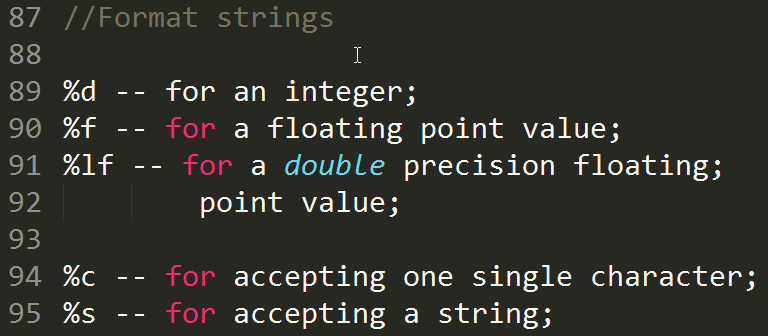 87 //Format strings
88
89 %d -- for an integer;
90 %f -- for a floating point value;
91 %lf -- for a double precision floating;
92 point value;
93
94 %c -- for accepting one single character;
95 %s -- for accepting a string;